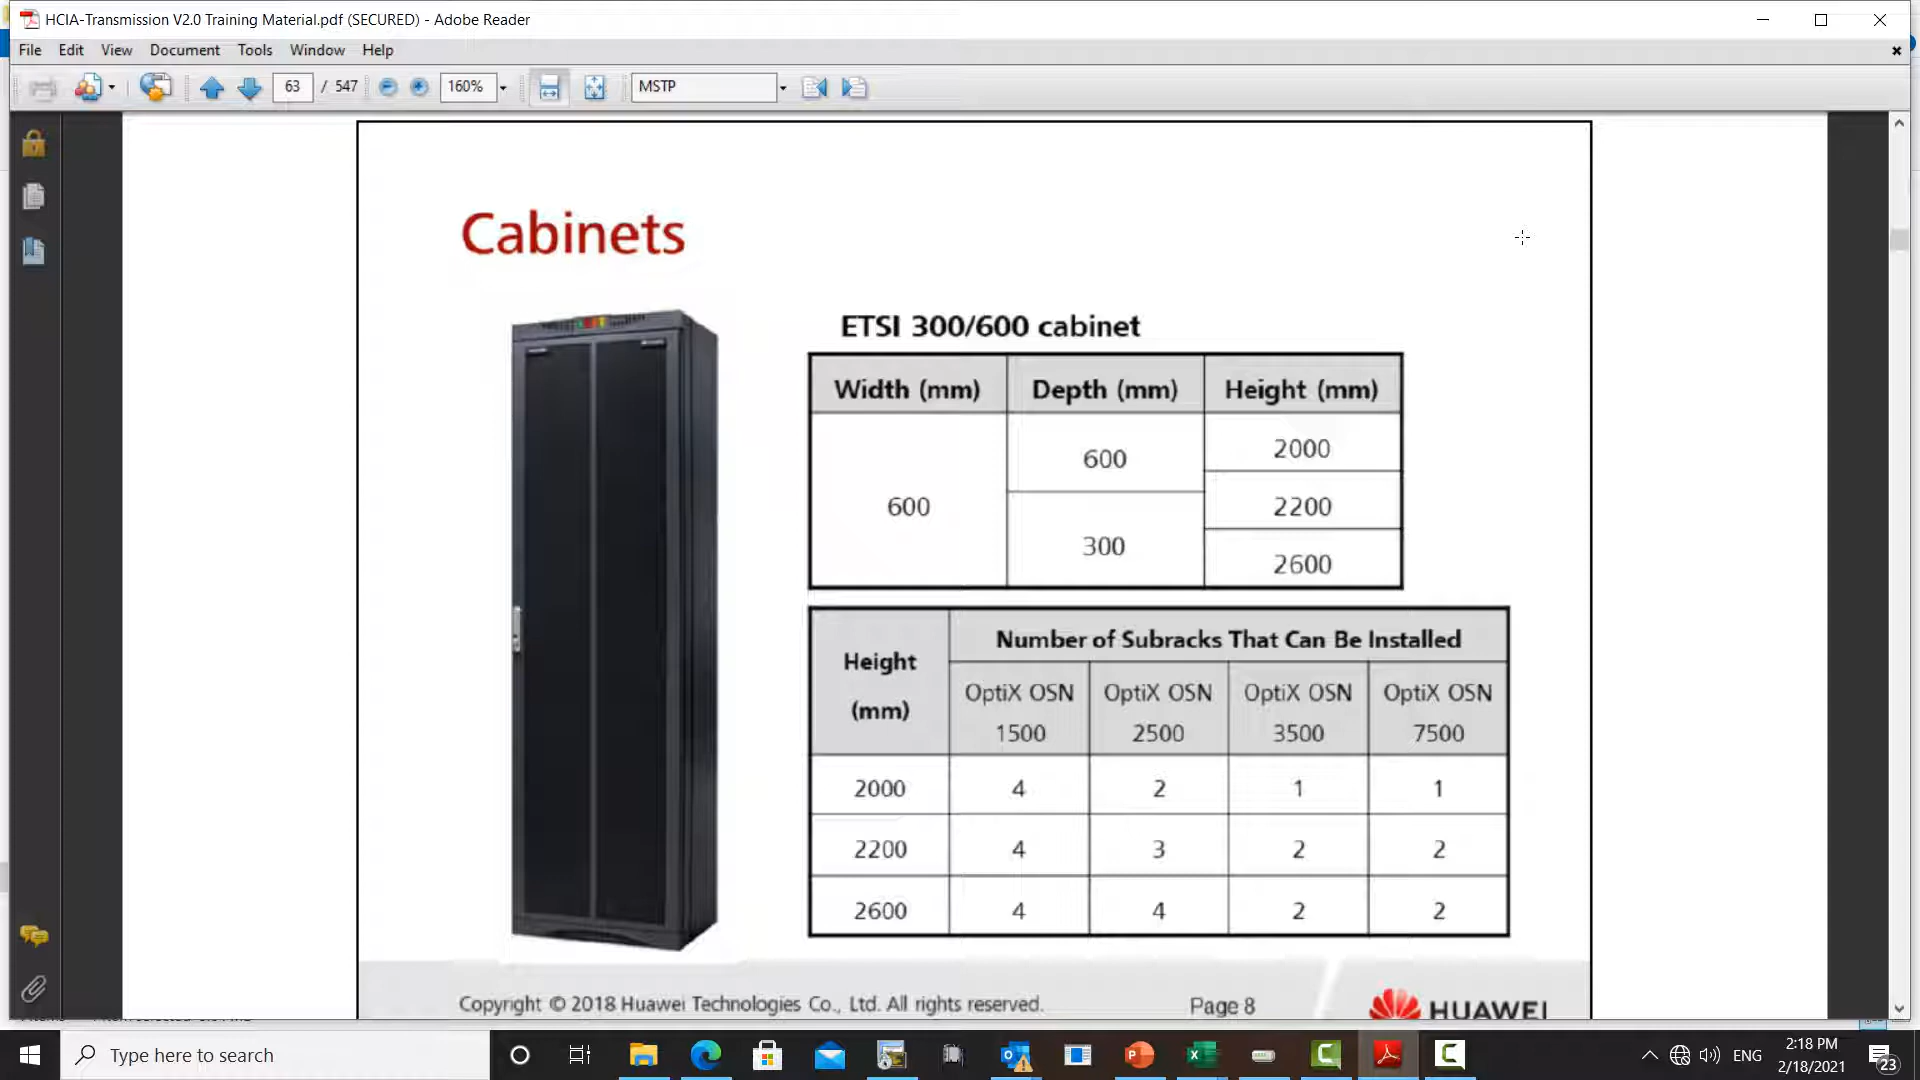 HCIA-Transmission V2.0 Training Material.pdf (SECURED) - Adobe Reader
File Edit View Document Tools Window Help
63 / 547 160% MSTP
Cabinets
ETSI 300/600 cabinet
Width (mm) Depth (mm) Height (mm)
600 600 2000
2200
300 2600
Height (mm) Number of Subracks That Can Be Installed
OptiX OSN 1500 OptiX OSN 2500 OptiX OSN 3500 OptiX OSN 7500
2000 4 2 1 1
2200 4 3 2 2
2600 4 4 2 2
Copyright © 2018 Huawei Technologies Co., Ltd. All rights reserved. Page 8 HUAWEI
Type here to search
ENG 2:18 PM
2/18/2021 23